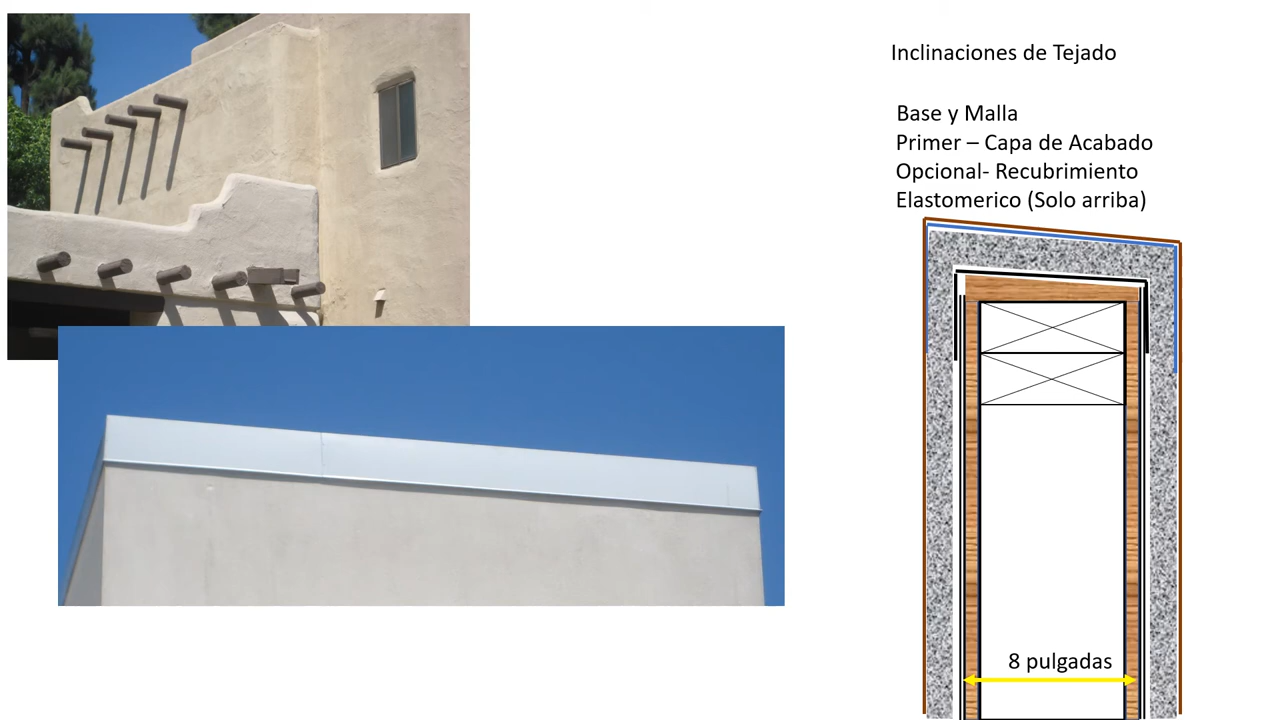 Inclinaciones de Tejado
Base y Malla
Primer – Capa de Acabado
Opcional- Recubrimiento
Elastomerico (Solo arriba)
8 pulgadas